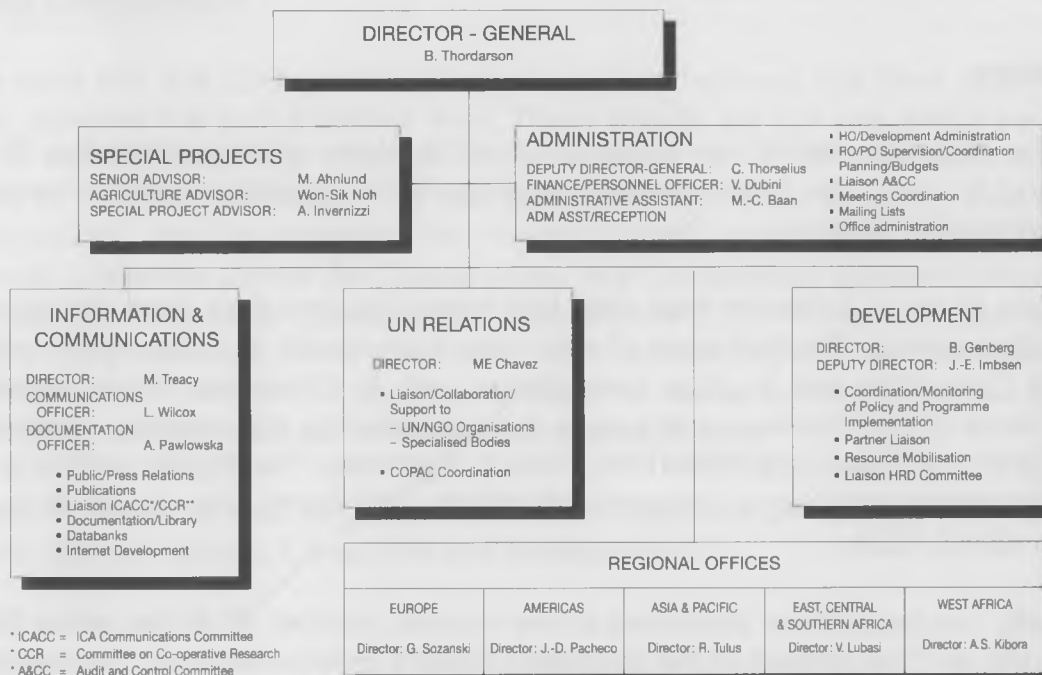 DIRECTOR - GENERAL
B. Thordarson
SPECIAL PROJECTS
SENIOR ADVISOR: M. Ahnlund
AGRICULTURE ADVISOR: Won-Sik Noh
SPECIAL PROJECT ADVISOR: A. Invernizzi
ADMINISTRATION
DEPUTY DIRECTOR-GENERAL: C. Thorselius
FINANCE/PERSONNEL OFFICER: V. Dubini
ADMINISTRATIVE ASSISTANT: M.-C. Baan
ADM ASST/RECEPTION
▪ HO/Development Administration
▪ RO/PO Supervision/Coordination
Planning/Budgets
▪ Liaison A&CC
▪ Meetings Coordination
▪ Mailing Lists
▪ Office administration
INFORMATION &
COMMUNICATIONS
DIRECTOR: M. Treacy
COMMUNICATIONS
OFFICER: L. Wilcox
DOCUMENTATION
OFFICER: A. Pawlowska
• Public/Press Relations
• Publications
• Liaison ICACC*/CCR**
• Documentation/Library
• Databanks
• Internet Development
UN RELATIONS
DIRECTOR: ME Chavez
• Liaison/Collaboration/
Support to
– UN/NGO Organisations
– Specialised Bodies
• COPAC Coordination
DEVELOPMENT
DIRECTOR: B. Genberg
DEPUTY DIRECTOR: J.-E. Imbsen
• Coordination/Monitoring
of Policy and Programme
Implementation
• Partner Liaison
• Resource Mobilisation
• Liaison HRD Committee
REGIONAL OFFICES
EUROPE
Director: G. Sozanski
AMERICAS
Director: J.-D. Pacheco
ASIA & PACIFIC
Director: R. Tulus
EAST, CENTRAL
& SOUTHERN AFRICA
Director: V. Lubasi
WEST AFRICA
Director: A.S. Kibora
* ICACC = ICA Communications Committee
* CCR = Committee on Co-operative Research
* A&CC = Audit and Control Committee